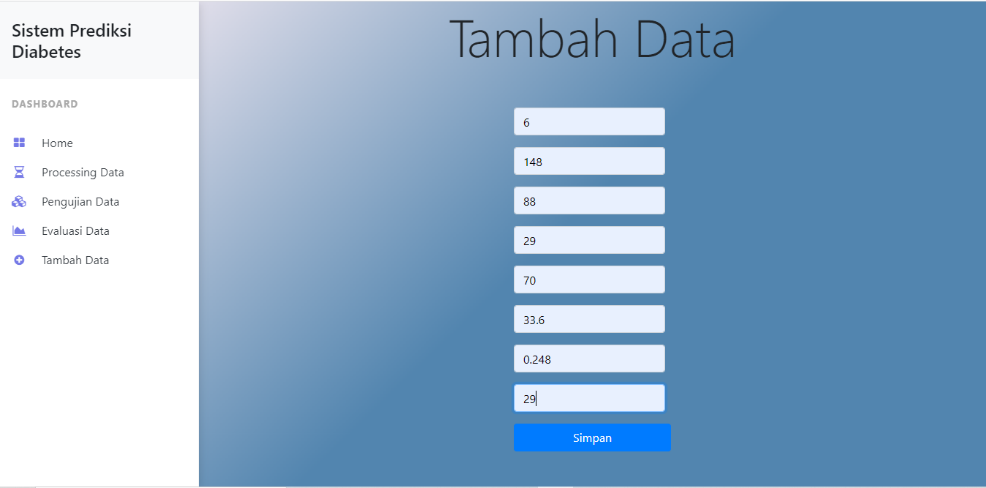 Sistem Prediksi
Diabetes
DASHBOARD
Home
Processing Data
Pengujian Data
Evaluasi Data
Tambah Data
Tambah Data
6
148
88
29
70
33.6
0.248
29
Simpan